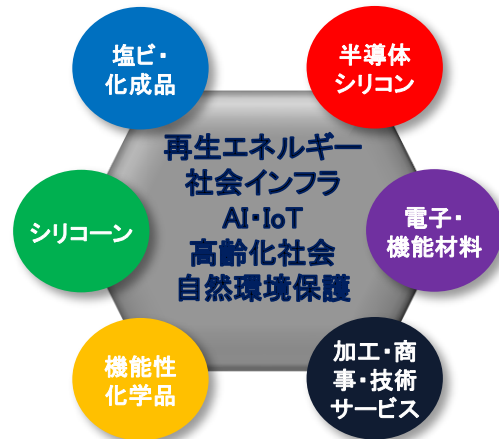 塩ビ・
化成品
半導体
シリコン
再生エネルギー
社会インフラ
AI・IoT
高齢化社会
自然環境保護
シリコーン
電子・
機能材料
機能性
化学品
加工・商
事・技術
サービス